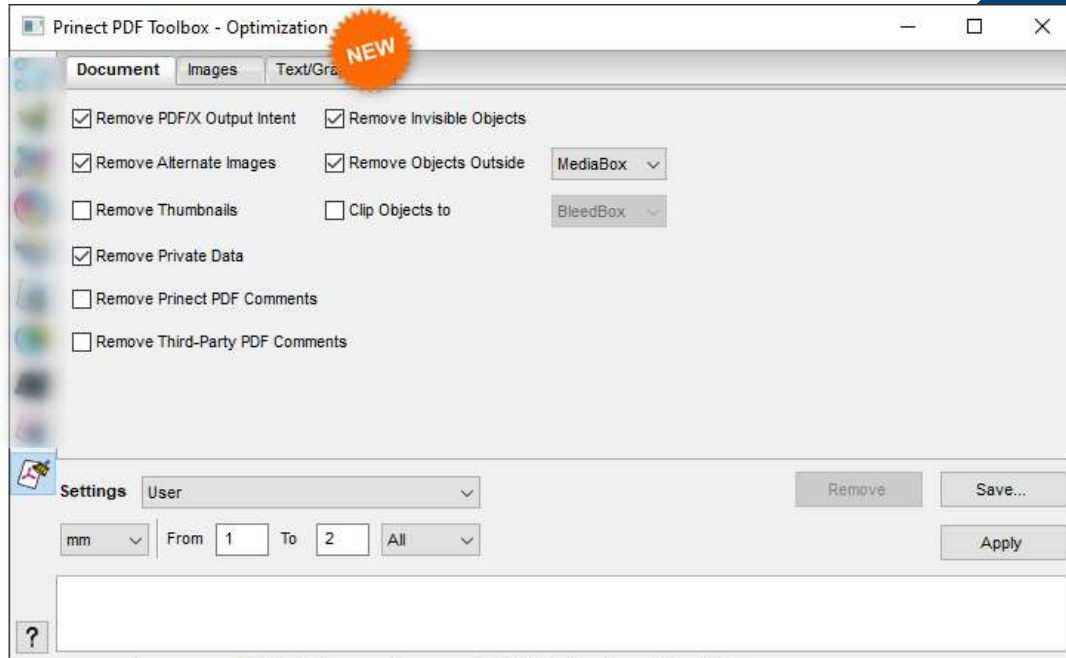 Prinect PDF Toolbox - Optimization
NEW
Document Images Text/Gra
Remove PDF/X Output Intent Remove Invisible Objects
Remove Alternate Images Remove Objects Outside MediaBox
Remove Thumbnails Clip Objects to BleedBox
Remove Private Data
Remove Prinect PDF Comments
Remove Third-Party PDF Comments
Settings User Remove Save...
mm From 1 To 2 All Apply
?